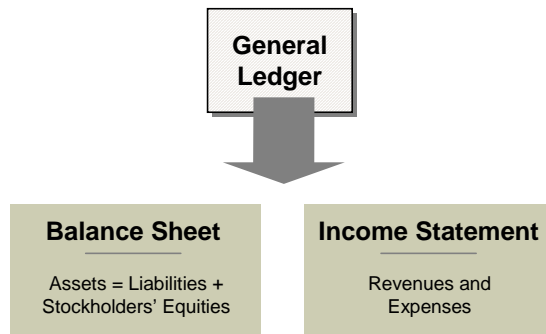 General
Ledger
Balance Sheet
Assets = Liabilities +
Stockholders’ Equities
Income Statement
Revenues and
Expenses